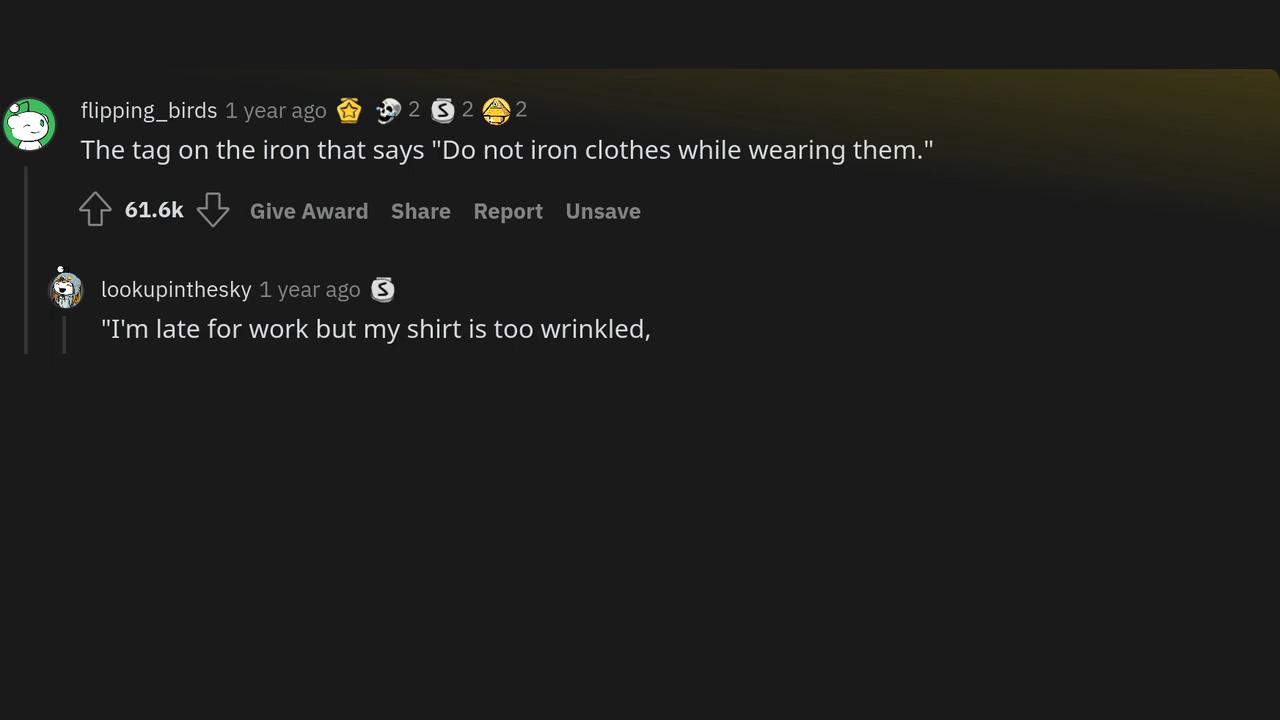 flipping_birds 1 year ago 2 2 2
The tag on the iron that says "Do not iron clothes while wearing them."
61.6k Give Award Share Report Unsave
lookupinthesky 1 year ago
"I'm late for work but my shirt is too wrinkled,